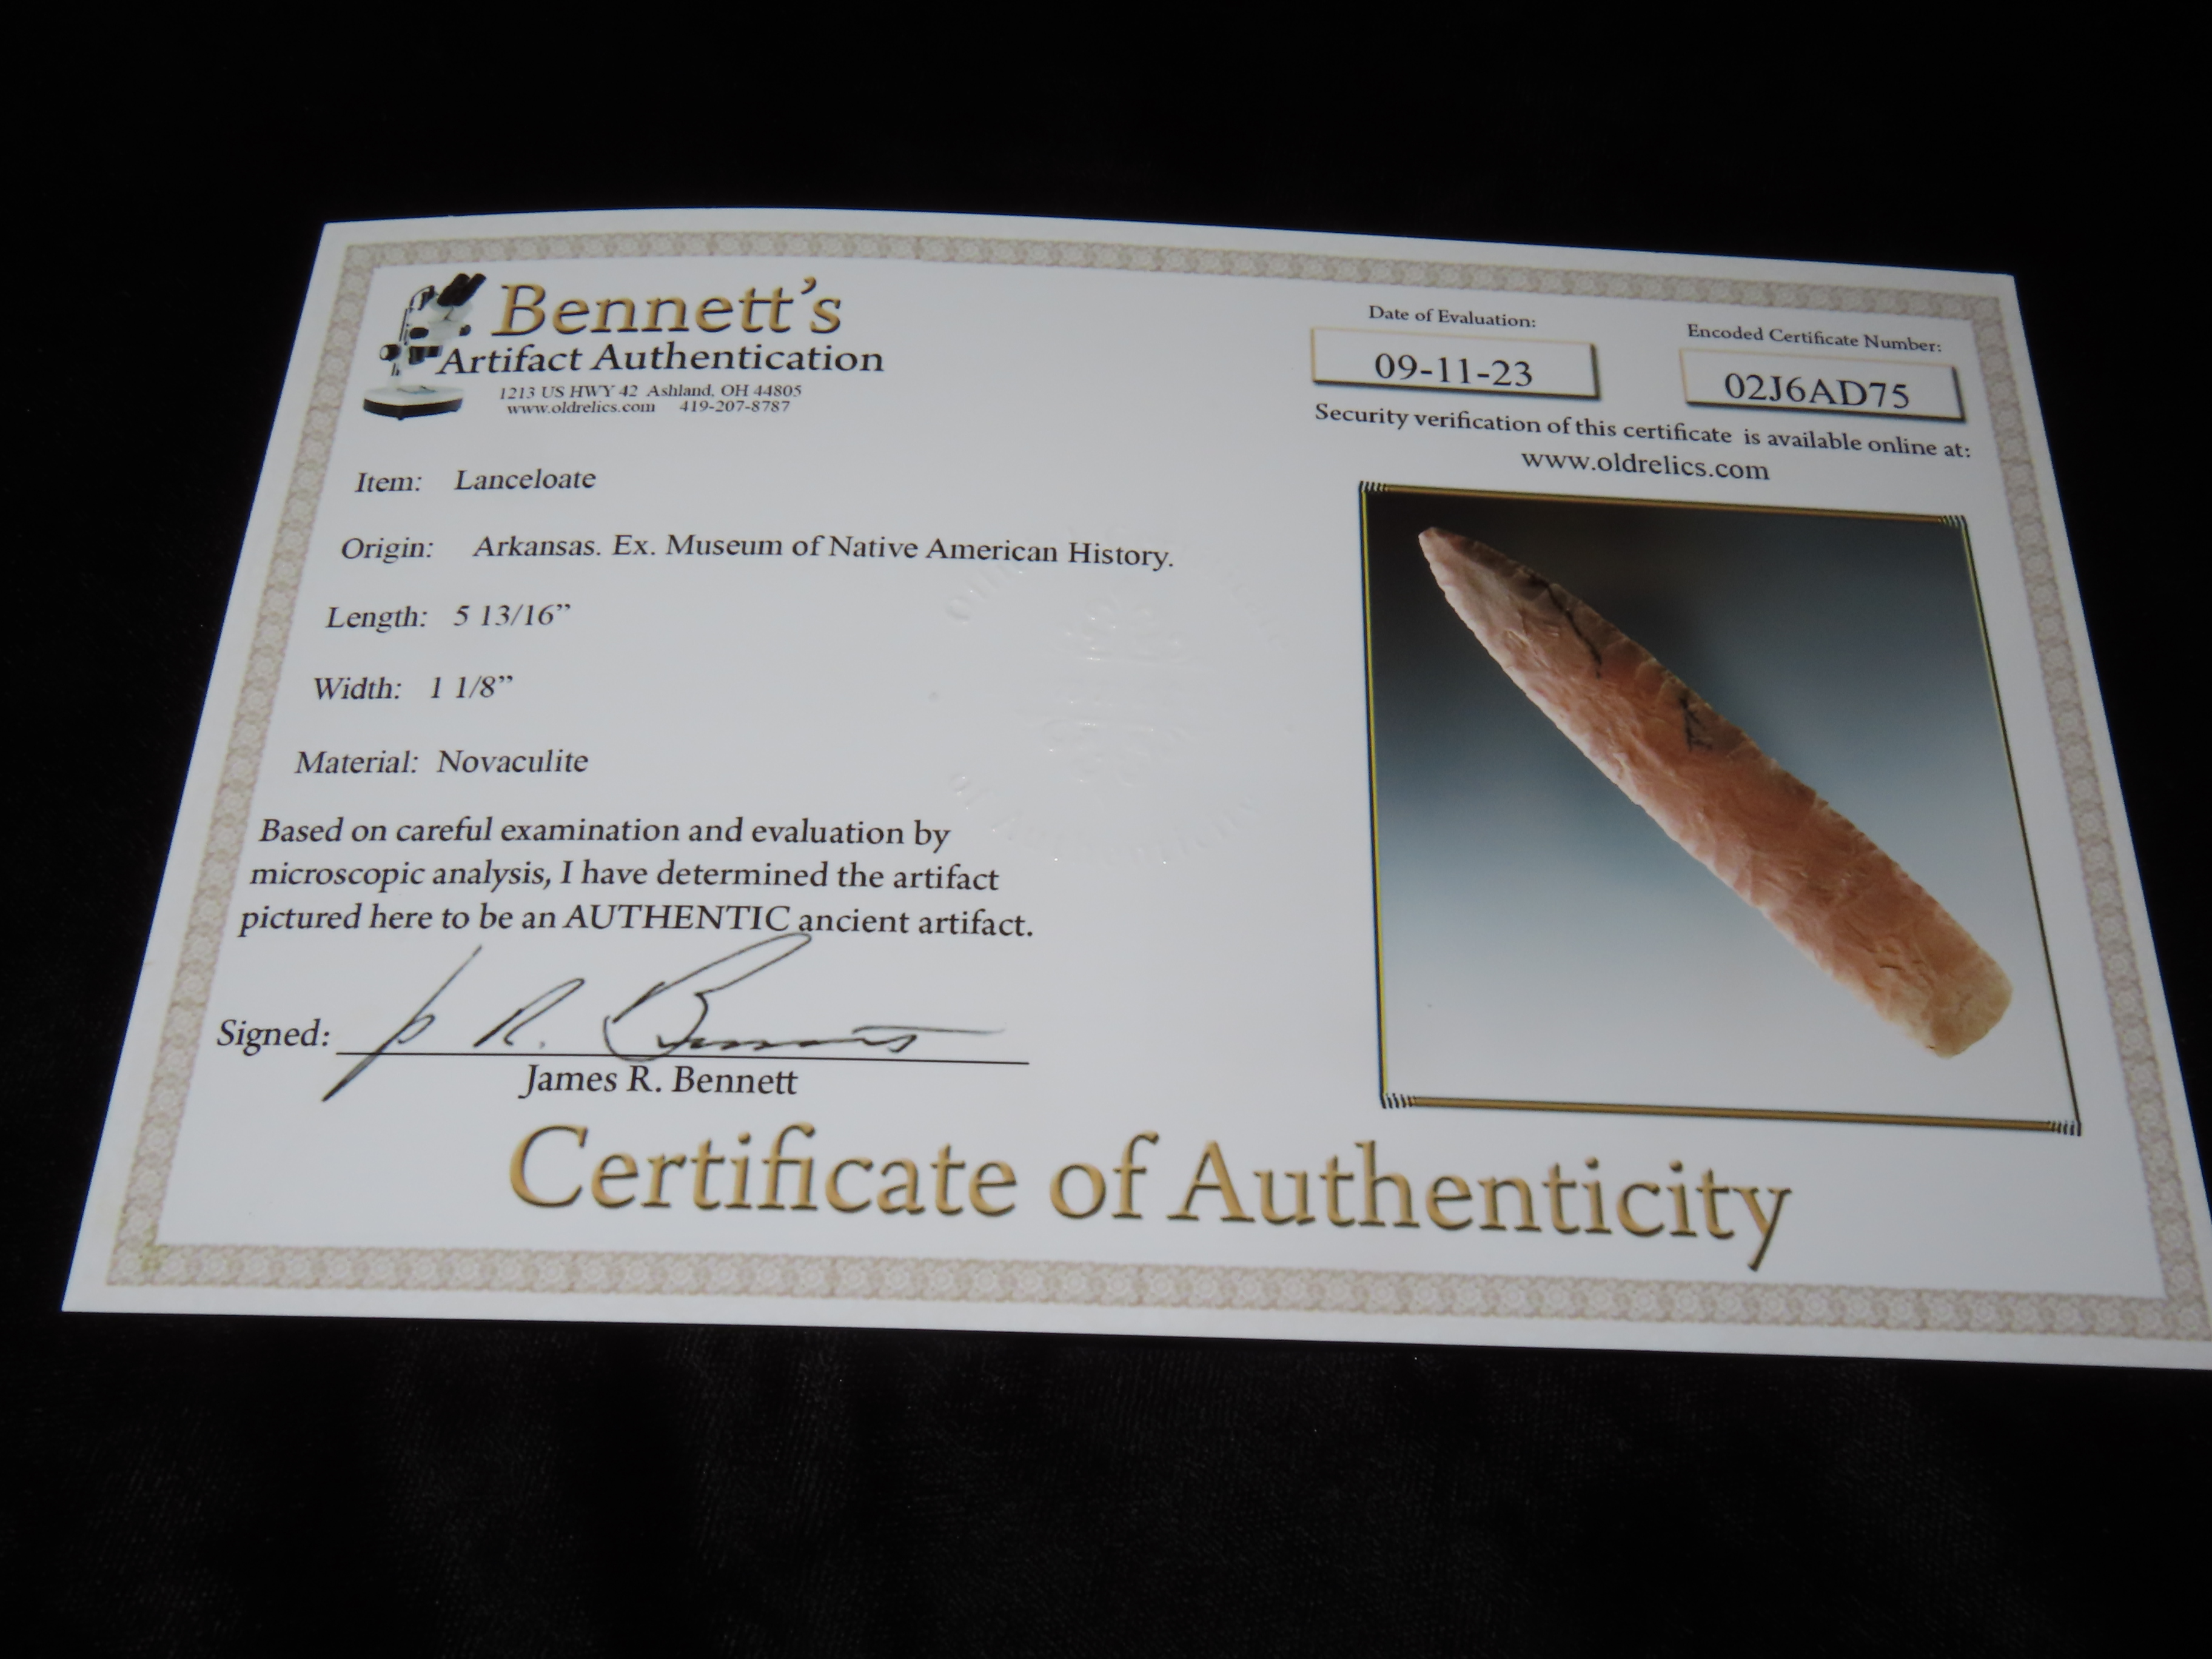 Bennett's
Artifact Authentication
1213 US HWY 42 Ashland, OH 44805
www.oldrelics.com 419-207-8787
Date of Evaluation:
09-11-23
Encoded Certificate Number:
02J6AD75
Security verification of this certificate is available online at:
www.oldrelics.com
Item: Lanceloate
Origin: Arkansas. Ex. Museum of Native American History.
Length: 5 13/16”
Width: 1 1/8”
Material: Novaculite
Based on careful examination and evaluation by
microscopic analysis, I have determined the artifact
pictured here to be an AUTHENTIC ancient artifact.
Signed:
James R. Bennett
Certificate of Authenticity